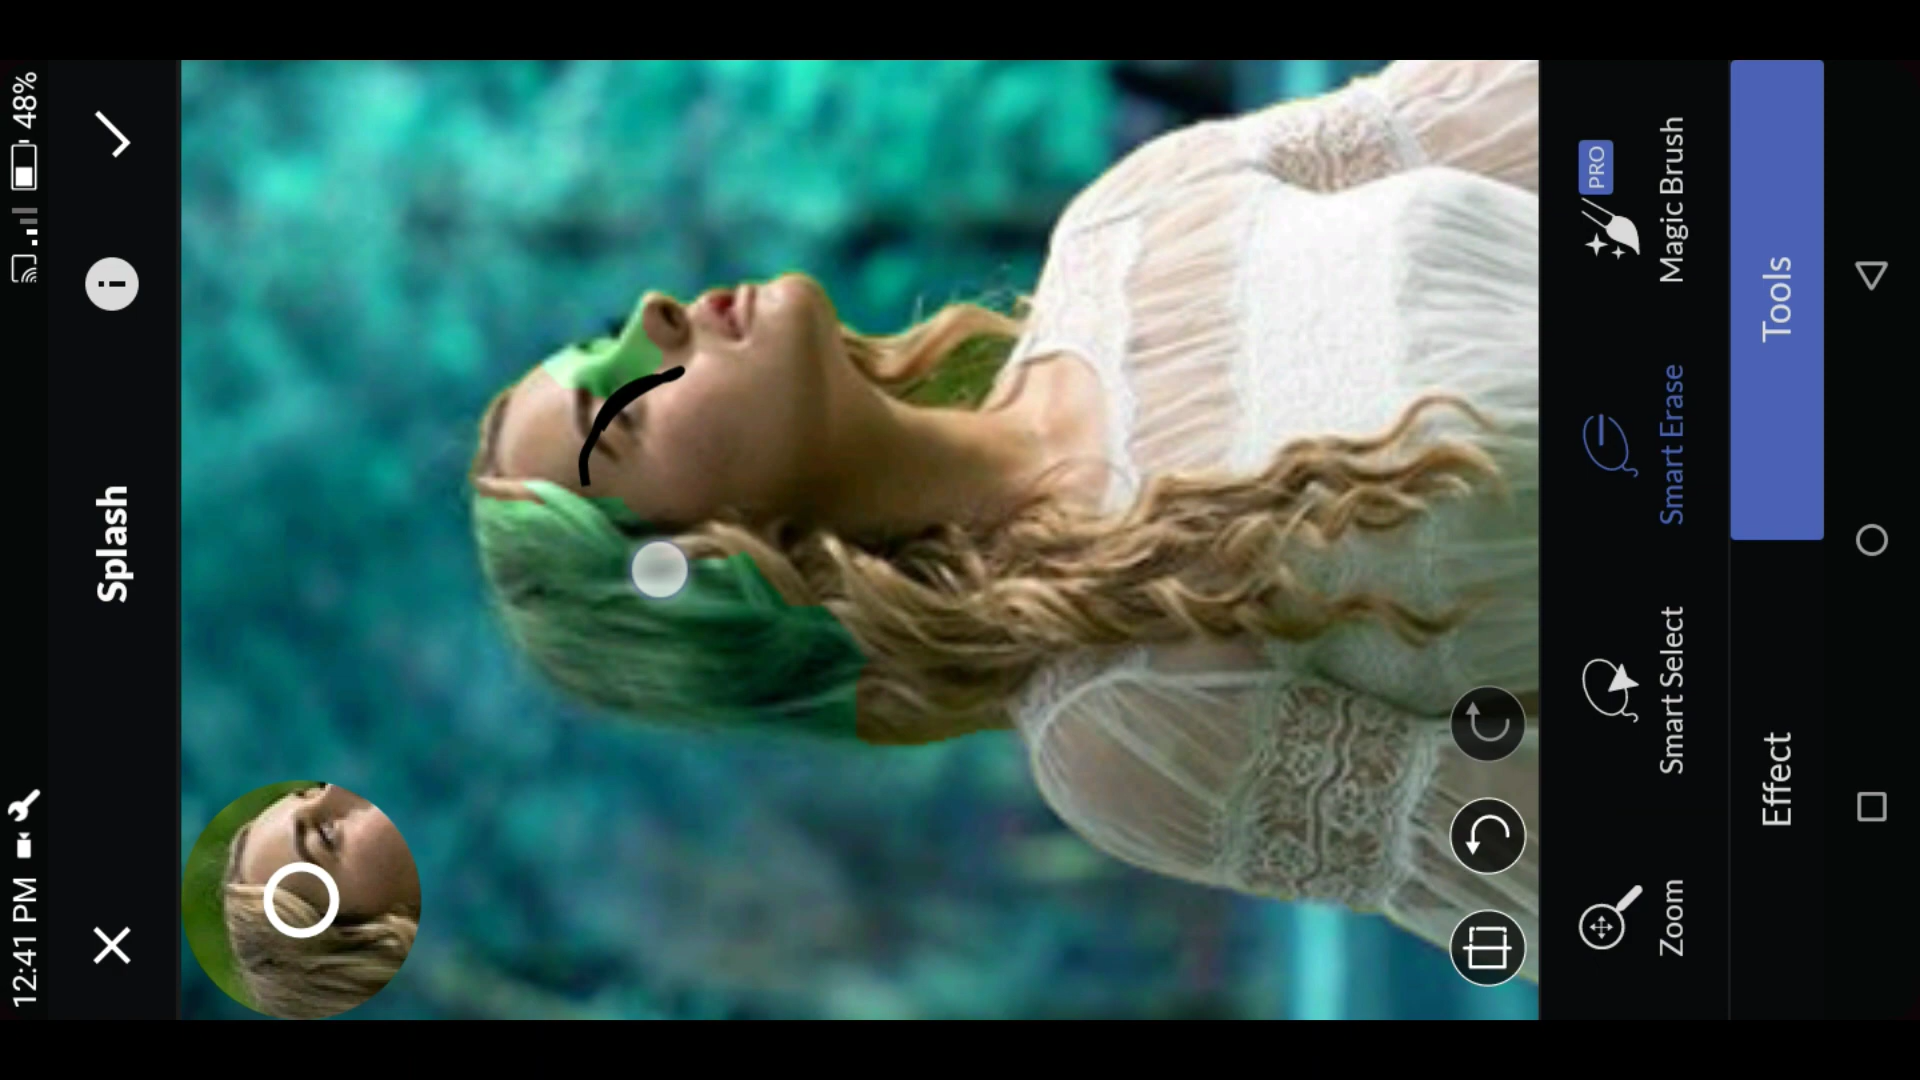 12:41 PM
48%
Splash
Zoom
Smart Select
Smart Erase
PRO
Magic Brush
Effect
Tools